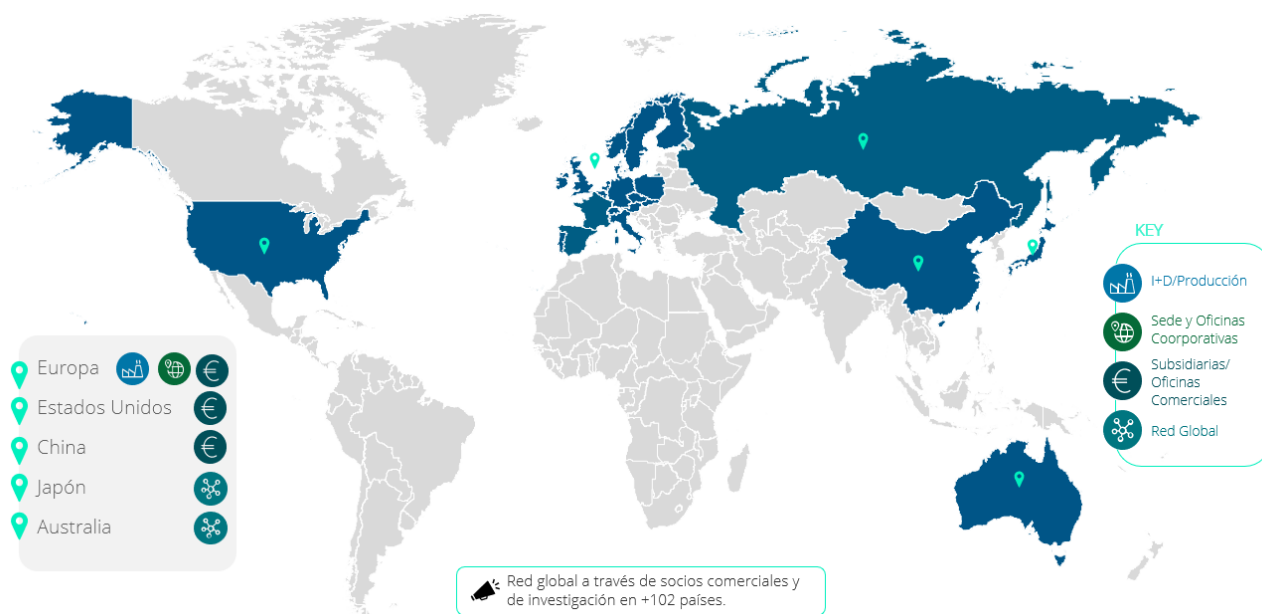 KEY
I+D/Producción
Sede y Oficinas
Coorporativas
Subsidiarias/
Oficinas
Comerciales
Red Global
Europa
Estados Unidos
China
Japón
Australia
Red global a través de socios comerciales y
de investigación en +102 países.